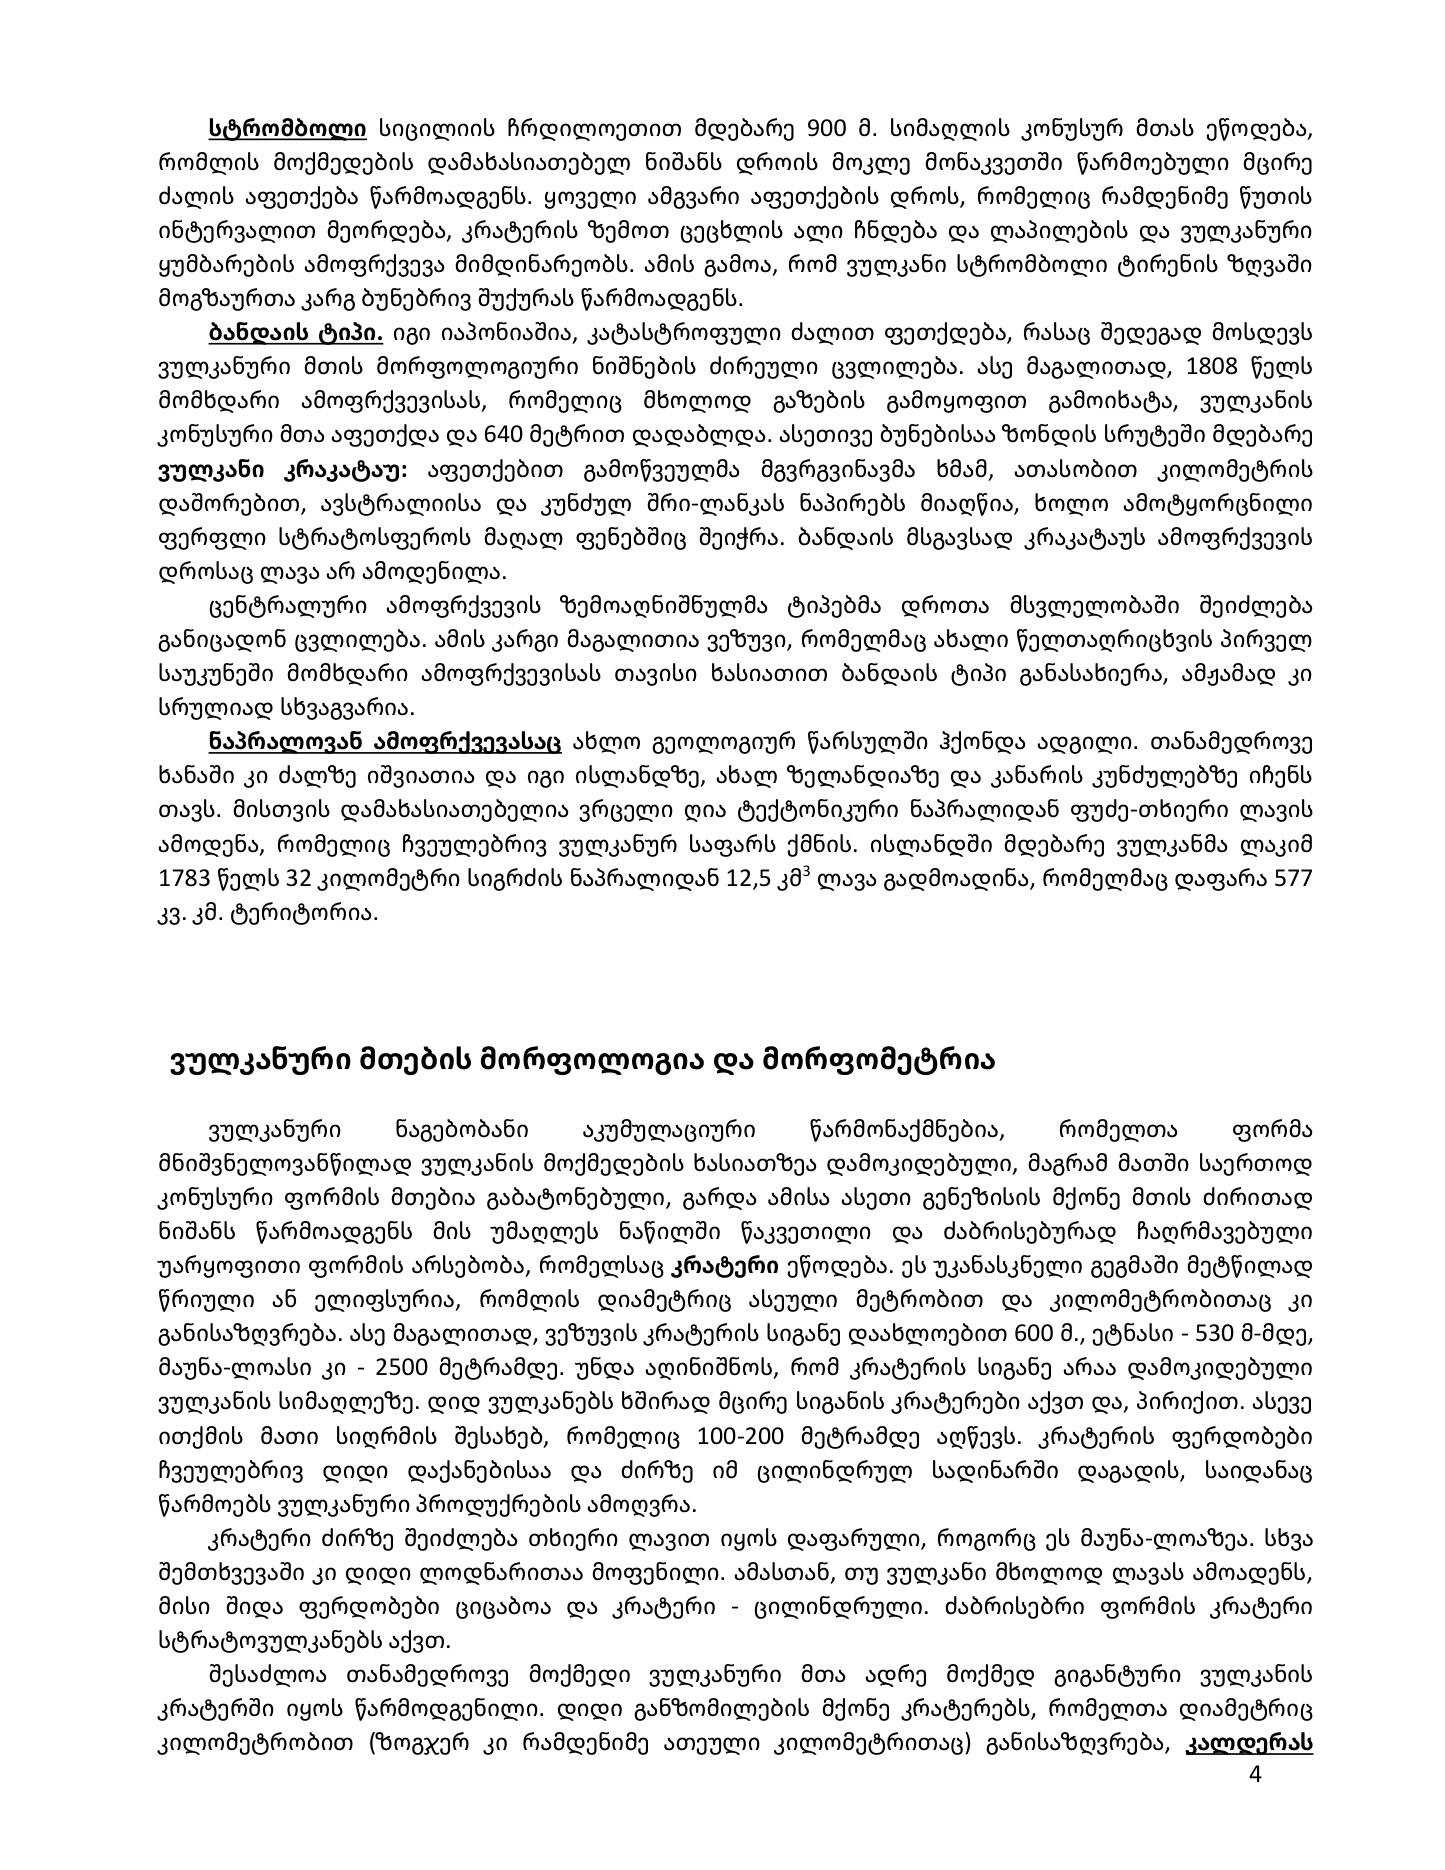 სტრომბოლი სიცილიის ჩრდილოეთით მდებარე 900 მ. სიმაღლის კონუსურ მთას ეწოდება,
რომლის მოქმედების დამახასიათებელ ნიშანს დროის მოკლე მონაკვეთში წარმოებული მცირე
ძალის აფეთქება წარმოადგენს. ყოველი ამგვარი აფეთქების დროს, რომელიც რამდენიმე წუთის
ინტერვალით მეორდება, კრატერის ზემოთ ცეცხლის ალი ჩნდება და ლაპილების და ვულკანური
ყუმბარების ამოფრქვევა მიმდინარეობს. ამის გამოა, რომ ვულკანი სტრომბოლი ტირენის ზღვაში
მოგზაურთა კარგ ბუნებრივ შუქურას წარმოადგენს.
ბანდაის ტიპი. იგი იაპონიაშია, კატასტროფული ძალით ფეთქდება, რასაც შედეგად მოსდევს
ვულკანური მთის მორფოლოგიური ნიშნების ძირეული ცვლილება. ასე მაგალითად, 1808 წელს
მომხდარი ამოფრქვევისას, რომელიც მხოლოდ გაზების გამოყოფით გამოიხატა, ვულკანის
კონუსური მთა აფეთქდა და 640 მეტრით დადაბლდა. ასეთივე ბუნებისაა ზონდის სრუტეში მდებარე
ვულკანი კრაკატაუ: აფეთქებით გამოწვეულმა მგვრგვინავმა ხმამ, ათასობით კილომეტრის
დაშორებით, ავსტრალიისა და კუნძულ შრი-ლანკას ნაპირებს მიაღწია, ხოლო ამოტყორცნილი
ფერფლი სტრატოსფეროს მაღალ ფენებშიც შეიჭრა. ბანდაის მსგავსად კრაკატაუს ამოფრქვევის
დროსაც ლავა არ ამოდენილა.
ცენტრალური ამოფრქვევის ზემოაღნიშნულმა ტიპებმა დროთა მსვლელობაში შეიძლება
განიცადონ ცვლილება. ამის კარგი მაგალითია ვეზუვი, რომელმაც ახალი წელთაღრიცხვის პირველ
საუკუნეში მომხდარი ამოფრქვევისას თავისი ხასიათით ბანდაის ტიპი განასახიერა, ამჟამად კი
სრულიად სხვაგვარია.
ნაპრალოვან ამოფრქვევასაც ახლო გეოლოგიურ წარსულში ჰქონდა ადგილი. თანამედროვე
ხანაში კი ძალზე იშვიათია და იგი ისლანდზე, ახალ ზელანდიაზე და კანარის კუნძულებზე იჩენს
თავს. მისთვის დამახასიათებელია ვრცელი ღია ტექტონიკური ნაპრალიდან ფუძე-თხიერი ლავის
ამოდენა, რომელიც ჩვეულებრივ ვულკანურ საფარს ქმნის. ისლანდში მდებარე ვულკანმა ლაკიმ
1783 წელს 32 კილომეტრი სიგრძის ნაპრალიდან 12,5 კმ³ ლავა გადმოადინა, რომელმაც დაფარა 577
კვ. კმ. ტერიტორია.
ვულკანური მთების მორფოლოგია და მორფომეტრია
ვულკანური ნაგებობანი აკუმულაციური წარმონაქმნებია, რომელთა ფორმა
მნიშვნელოვანწილად ვულკანის მოქმედების ხასიათზეა დამოკიდებული, მაგრამ მათში საერთოდ
კონუსური ფორმის მთებია გაბატონებული, გარდა ამისა ასეთი გენეზისის მქონე მთის ძირითად
ნიშანს წარმოადგენს მის უმაღლეს ნაწილში წაკვეთილი და ძაბრისებურად ჩაღრმავებული
უარყოფითი ფორმის არსებობა, რომელსაც კრატერი ეწოდება. ეს უკანასკნელი გეგმაში მეტწილად
წრიული ან ელიფსურია, რომლის დიამეტრიც ასეული მეტრობით და კილომეტრობითაც კი
განისაზღვრება. ასე მაგალითად, ვეზუვის კრატერის სიგანე დაახლოებით 600 მ., ეტნასი - 530 მ-მდე,
მაუნა-ლოასი კი - 2500 მეტრამდე. უნდა აღინიშნოს, რომ კრატერის სიგანე არაა დამოკიდებული
ვულკანის სიმაღლეზე. დიდ ვულკანებს ხშირად მცირე სიგანის კრატერები აქვთ და, პირიქით. ასევე
ითქმის მათი სიღრმის შესახებ, რომელიც 100-200 მეტრამდე აღწევს. კრატერის ფერდობები
ჩვეულებრივ დიდი დაქანებისაა და ძირზე იმ ცილინდრულ სადინარში დაგადის, საიდანაც
წარმოებს ვულკანური პროდუქრების ამოღვრა.
კრატერი ძირზე შეიძლება თხიერი ლავით იყოს დაფარული, როგორც ეს მაუნა-ლოაზეა. სხვა
შემთხვევაში კი დიდი ლოდნარითაა მოფენილი. ამასთან, თუ ვულკანი მხოლოდ ლავას ამოადენს,
მისი შიდა ფერდობები ციცაბოა და კრატერი - ცილინდრული. ძაბრისებრი ფორმის კრატერი
სტრატოვულკანებს აქვთ.
შესაძლოა თანამედროვე მოქმედი ვულკანური მთა ადრე მოქმედ გიგანტური ვულკანის
კრატერში იყოს წარმოდგენილი. დიდი განზომილების მქონე კრატერებს, რომელთა დიამეტრიც
კილომეტრობით (ზოგჯერ კი რამდენიმე ათეული კილომეტრითაც) განისაზღვრება, კალდერას
4